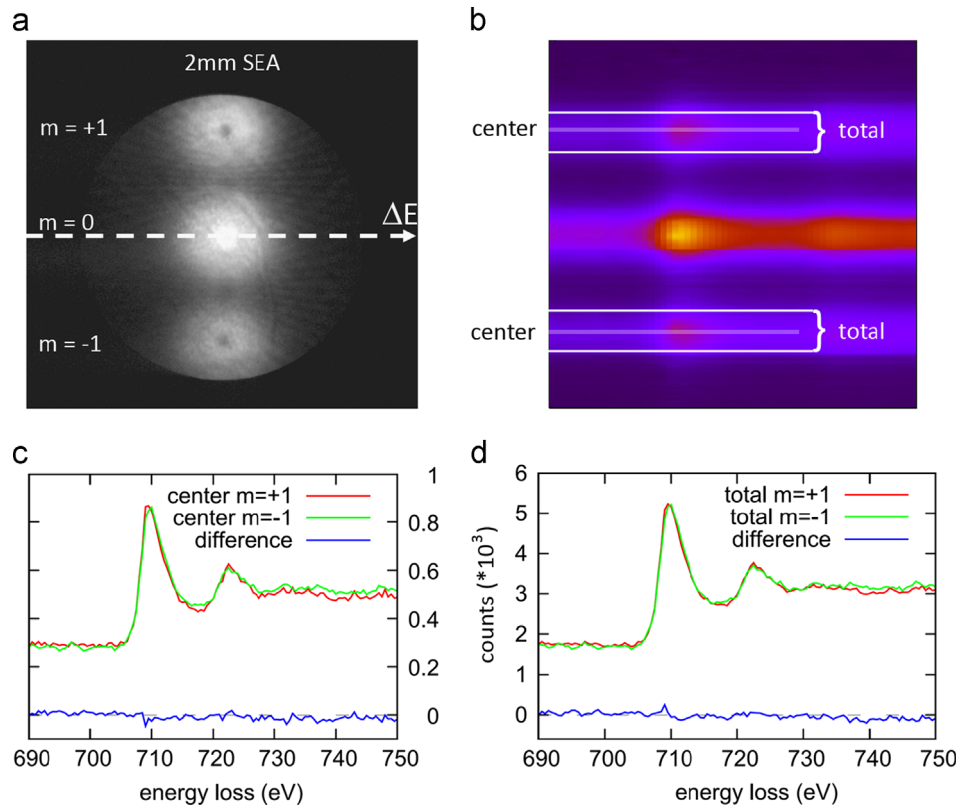 a
2mm SEA
m = +1
m = 0
ΔE
m = -1
b
center
total
center
total
c
center m=+1
center m=-1
difference
1
0.8
0.6
0.4
0.2
0
690 700 710 720 730 740 750
energy loss (eV)
d
total m=+1
total m=-1
difference
counts (*10³)
6
5
4
3
2
1
0
690 700 710 720 730 740 750
energy loss (eV)